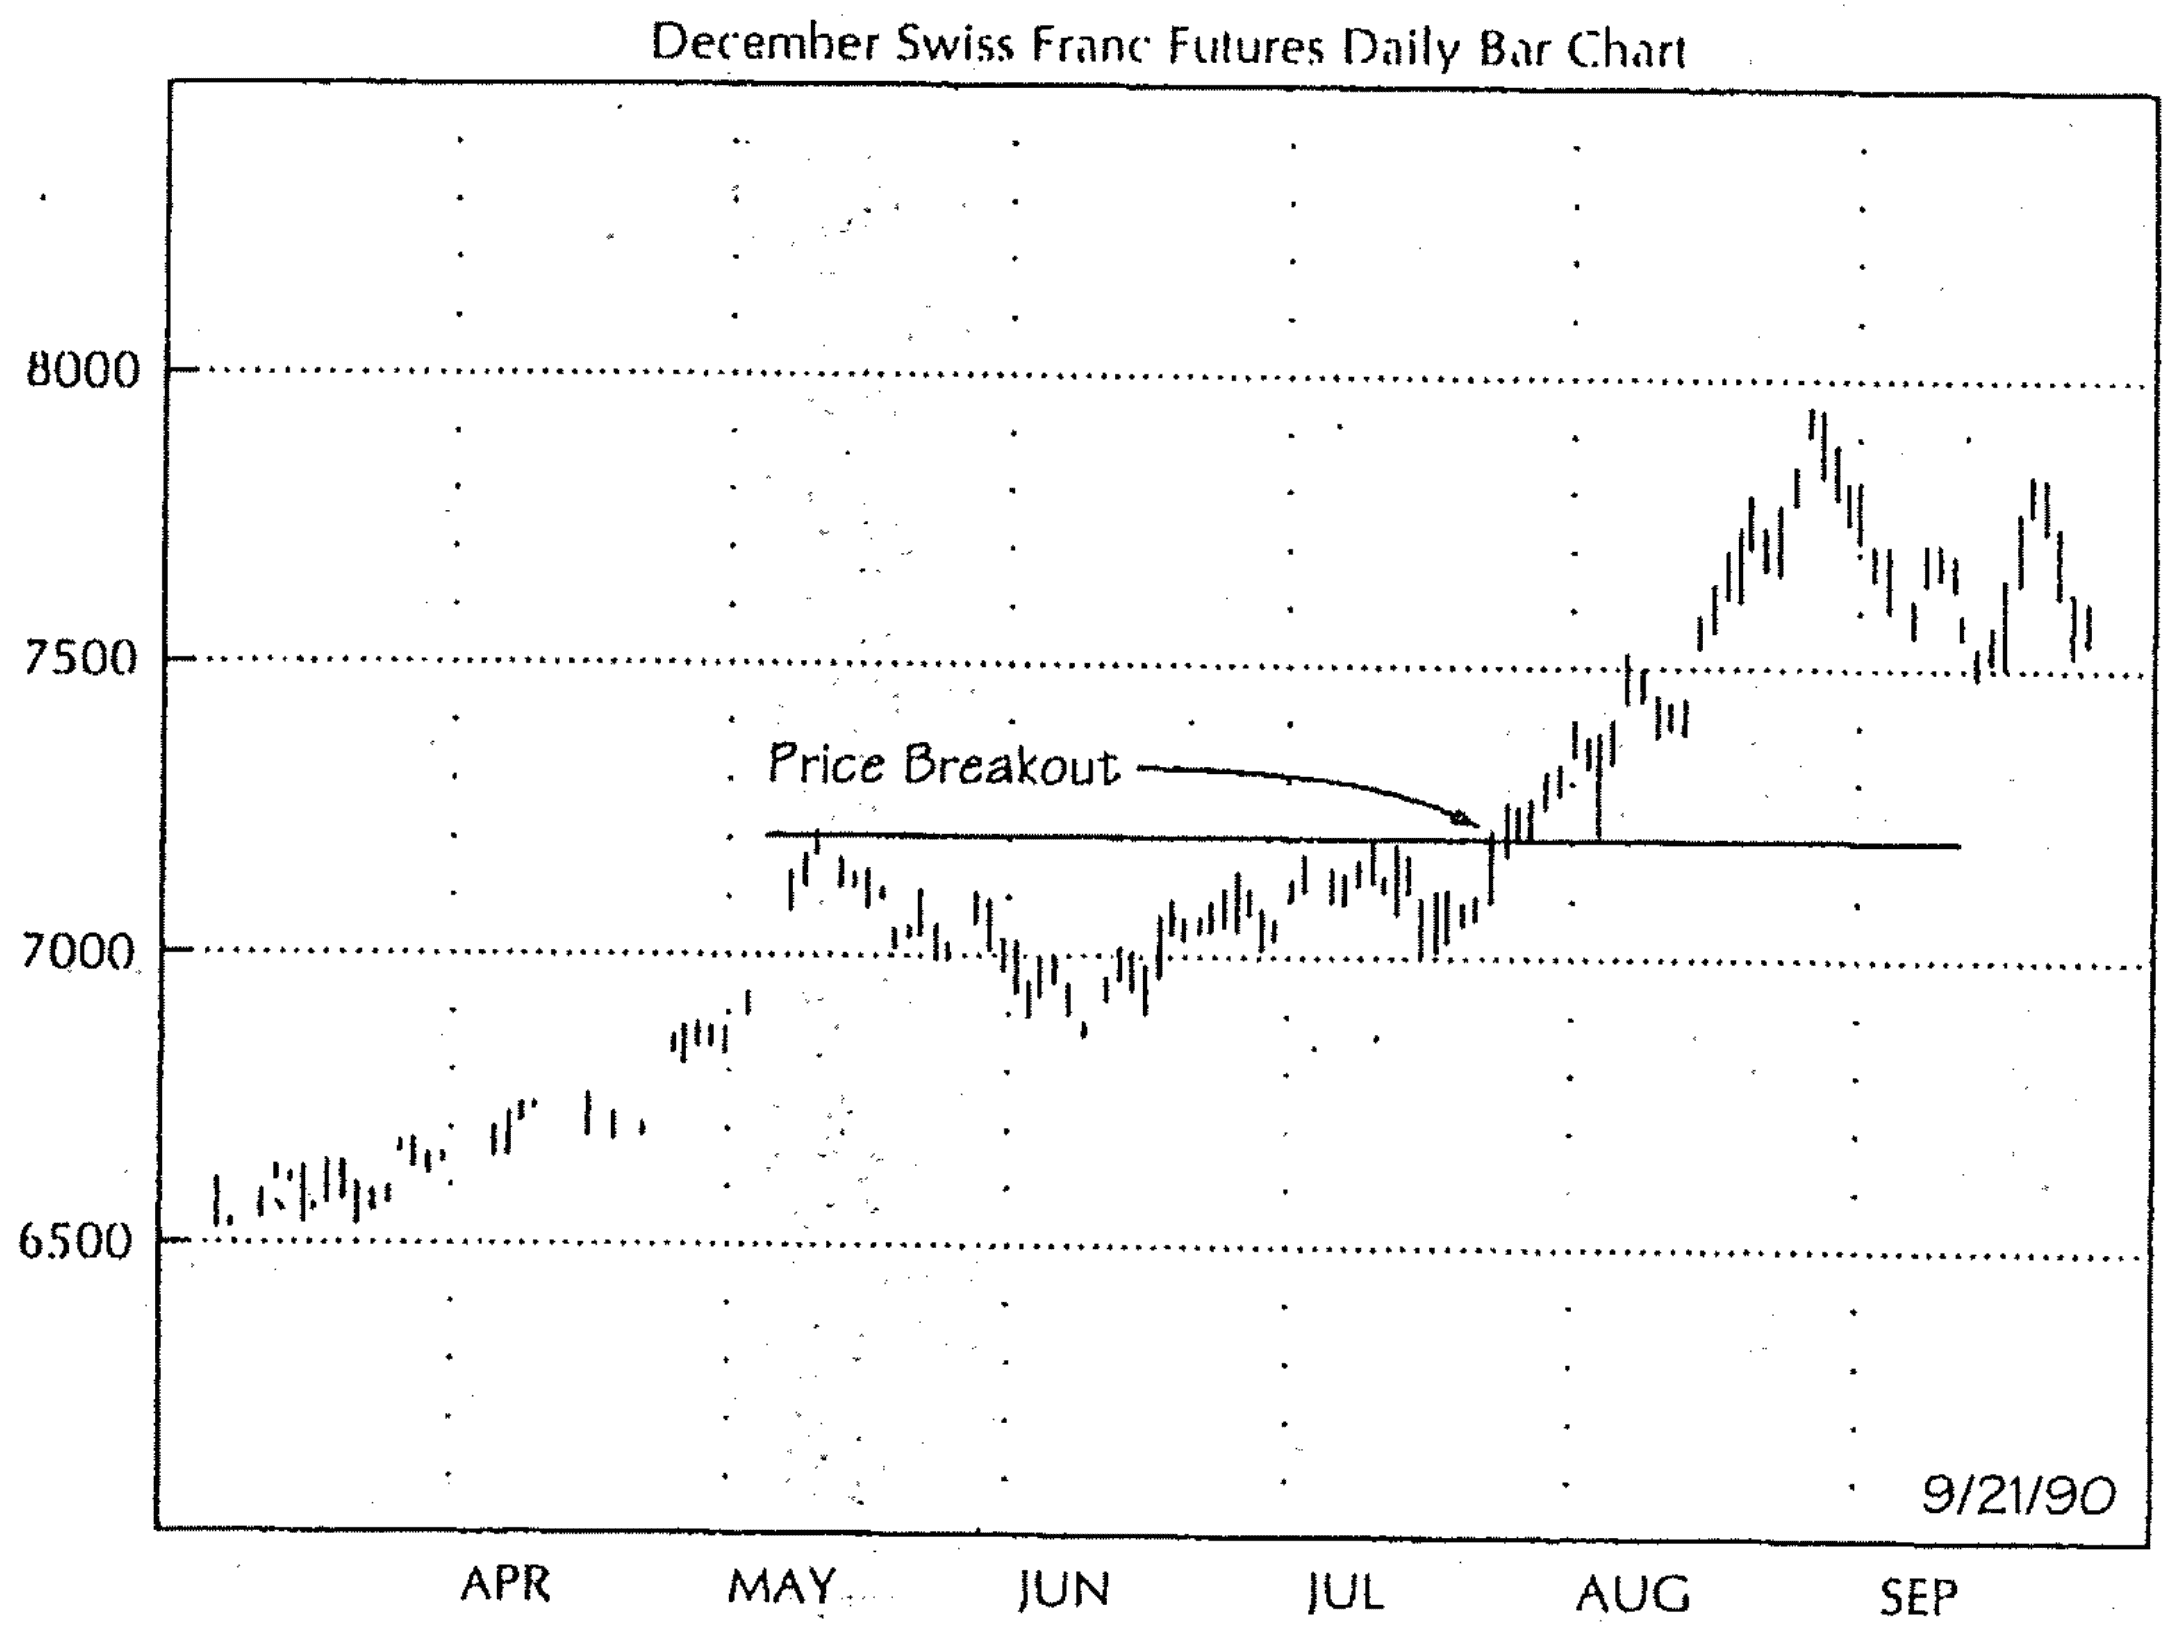 December Swiss Franc Futures Daily Bar Chart
8000
7500
Price Breakout
7000
6500
9/21/90
APR MAY JUN JUL AUG SEP